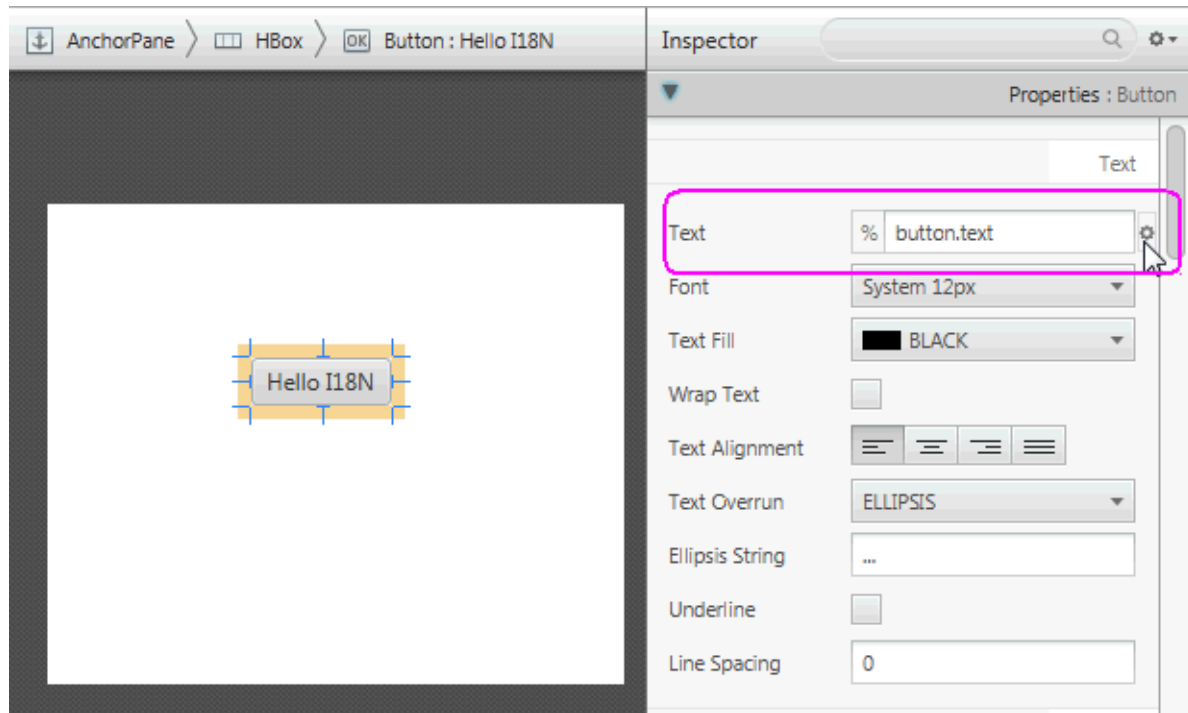 AnchorPane HBox OK Button : Hello I18N
Inspector
Properties : Button
Text
Text % button.text
Font System 12px
Text Fill BLACK
Hello I18N
Wrap Text
Text Alignment
Text Overrun ELLIPSIS
Ellipsis String ...
Underline
Line Spacing 0